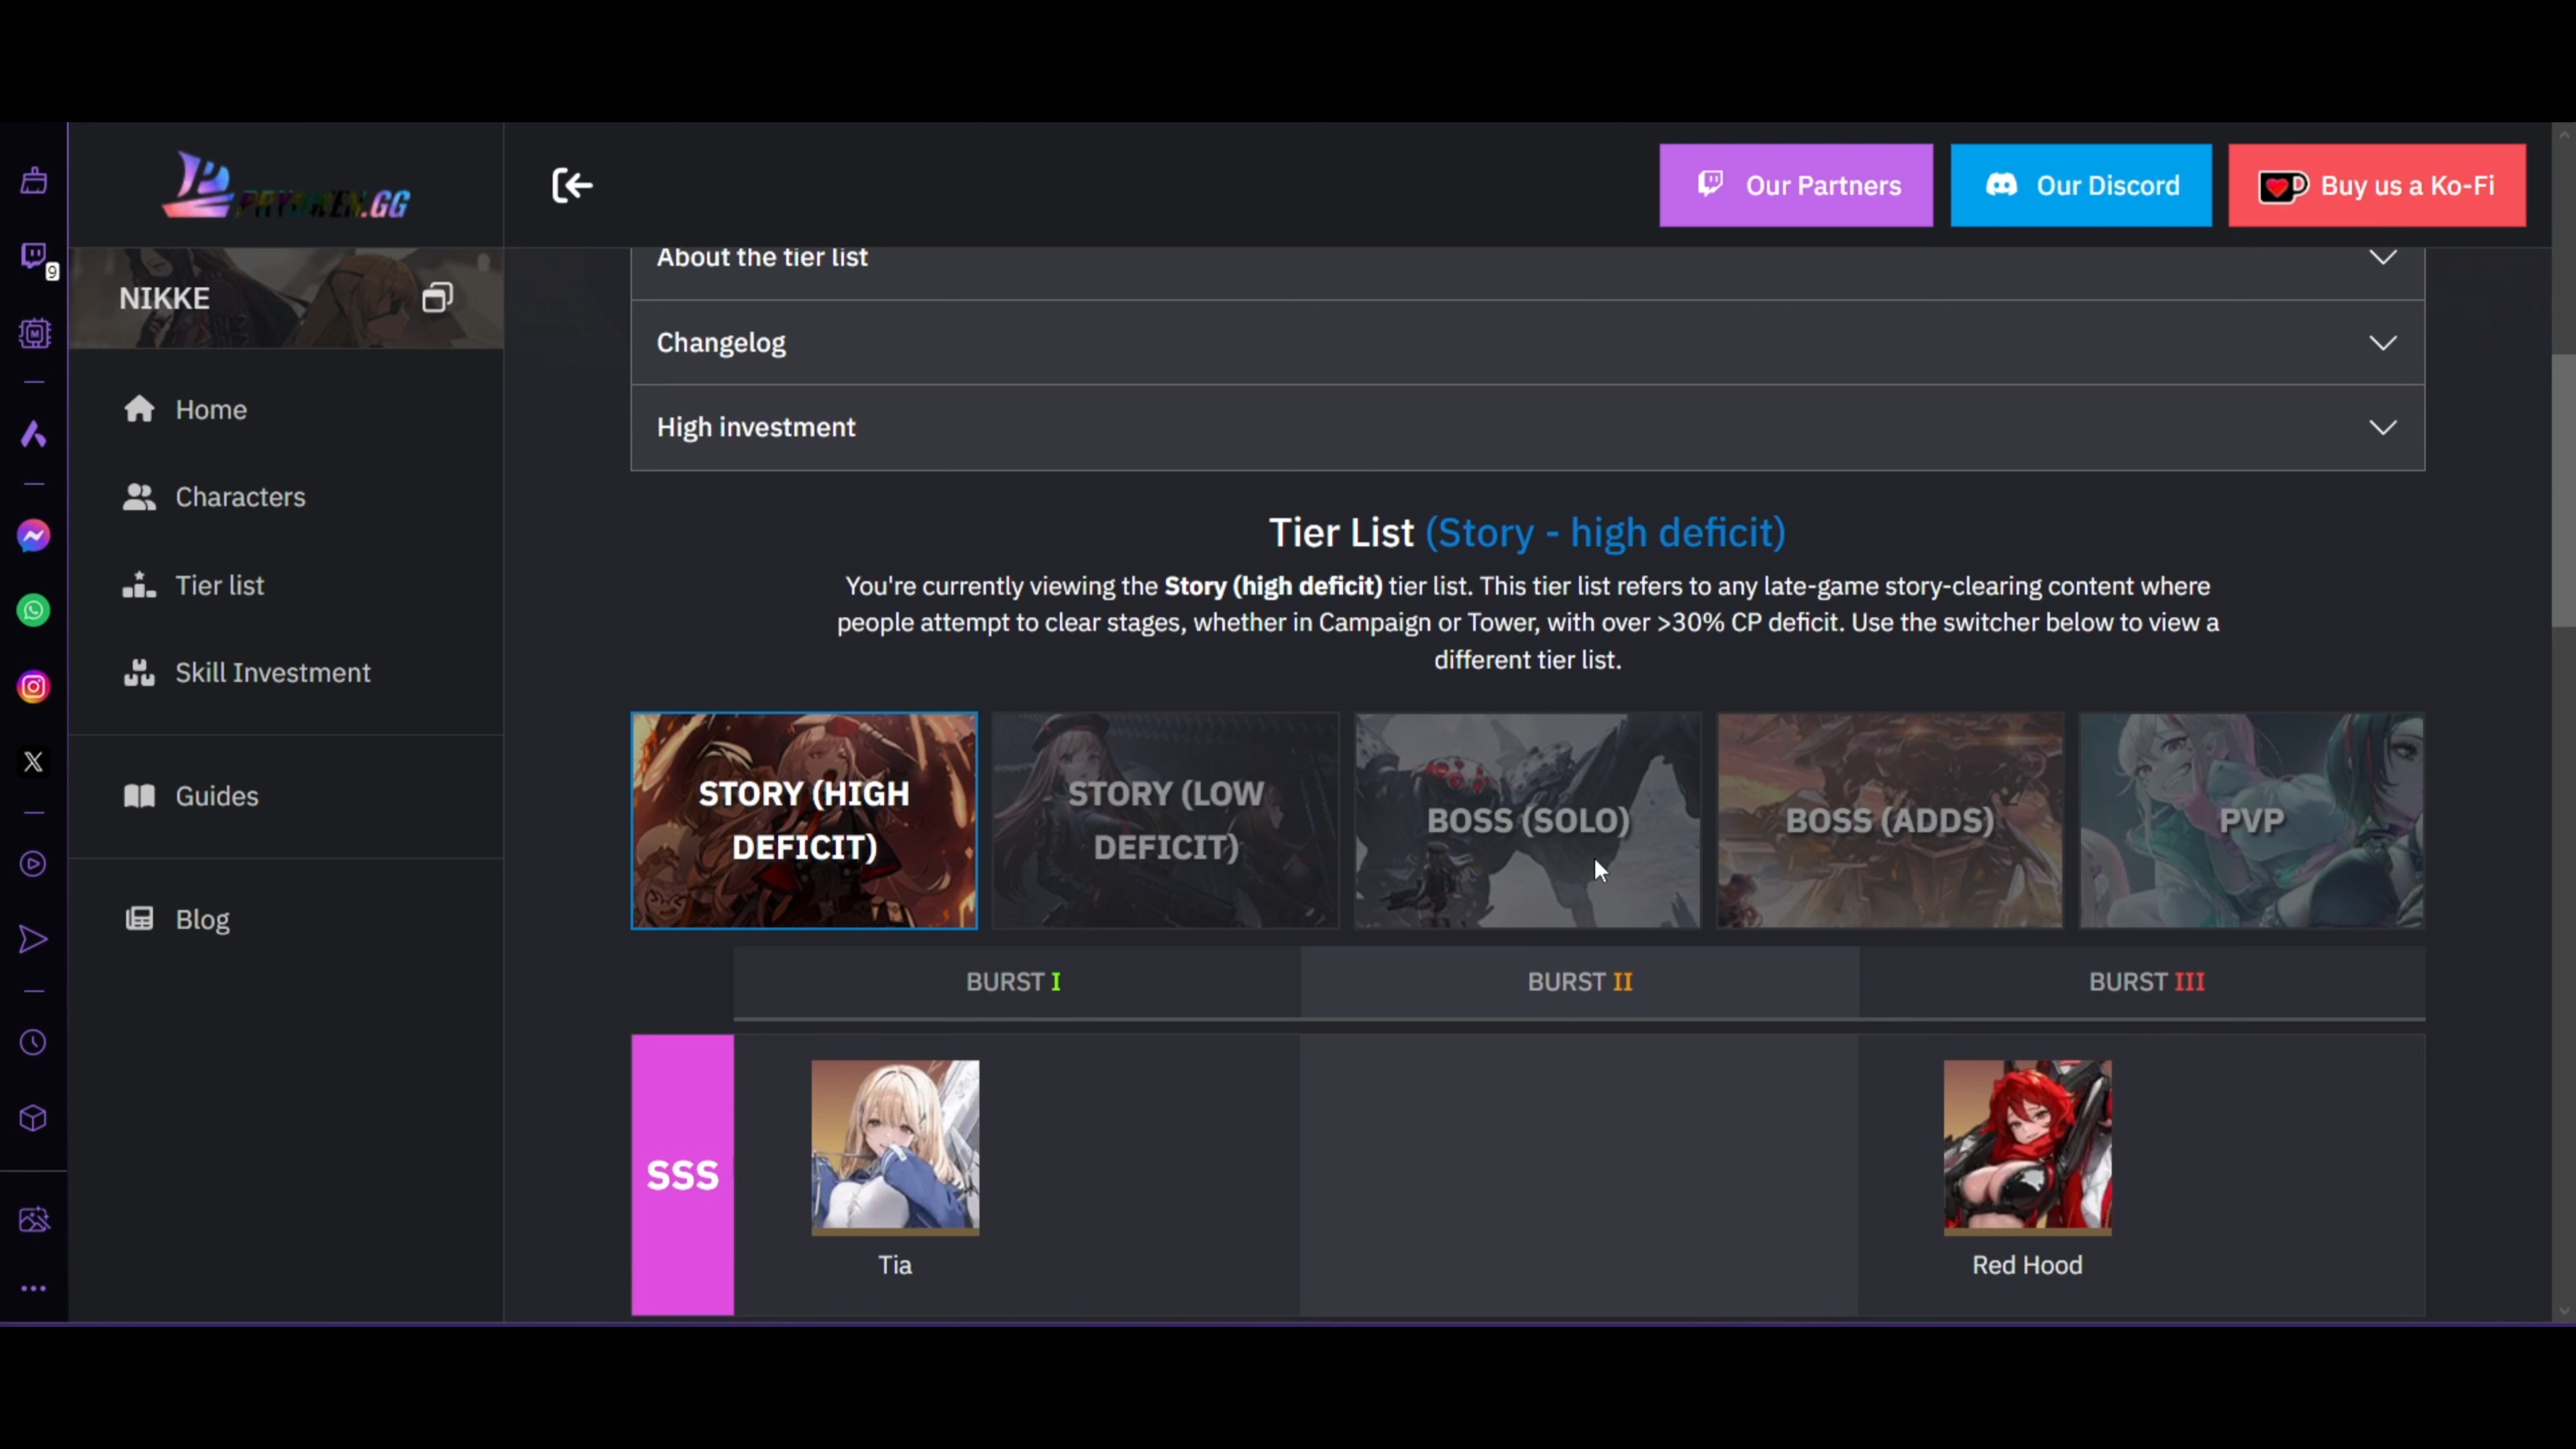 PRYDWEN.GG
Our Partners
Our Discord
Buy us a Ko-Fi
9
NIKKE
Home
Characters
Tier list
Skill Investment
Guides
Blog
About the tier list
Changelog
High investment
Tier List (Story - high deficit)
You're currently viewing the Story (high deficit) tier list. This tier list refers to any late-game story-clearing content where
people attempt to clear stages, whether in Campaign or Tower, with over >30% CP deficit. Use the switcher below to view a
different tier list.
STORY (HIGH
DEFICIT)
STORY (LOW
DEFICIT)
BOSS (SOLO)
BOSS (ADDS)
PVP
BURST I
BURST II
BURST III
SSS
Tia
Red Hood